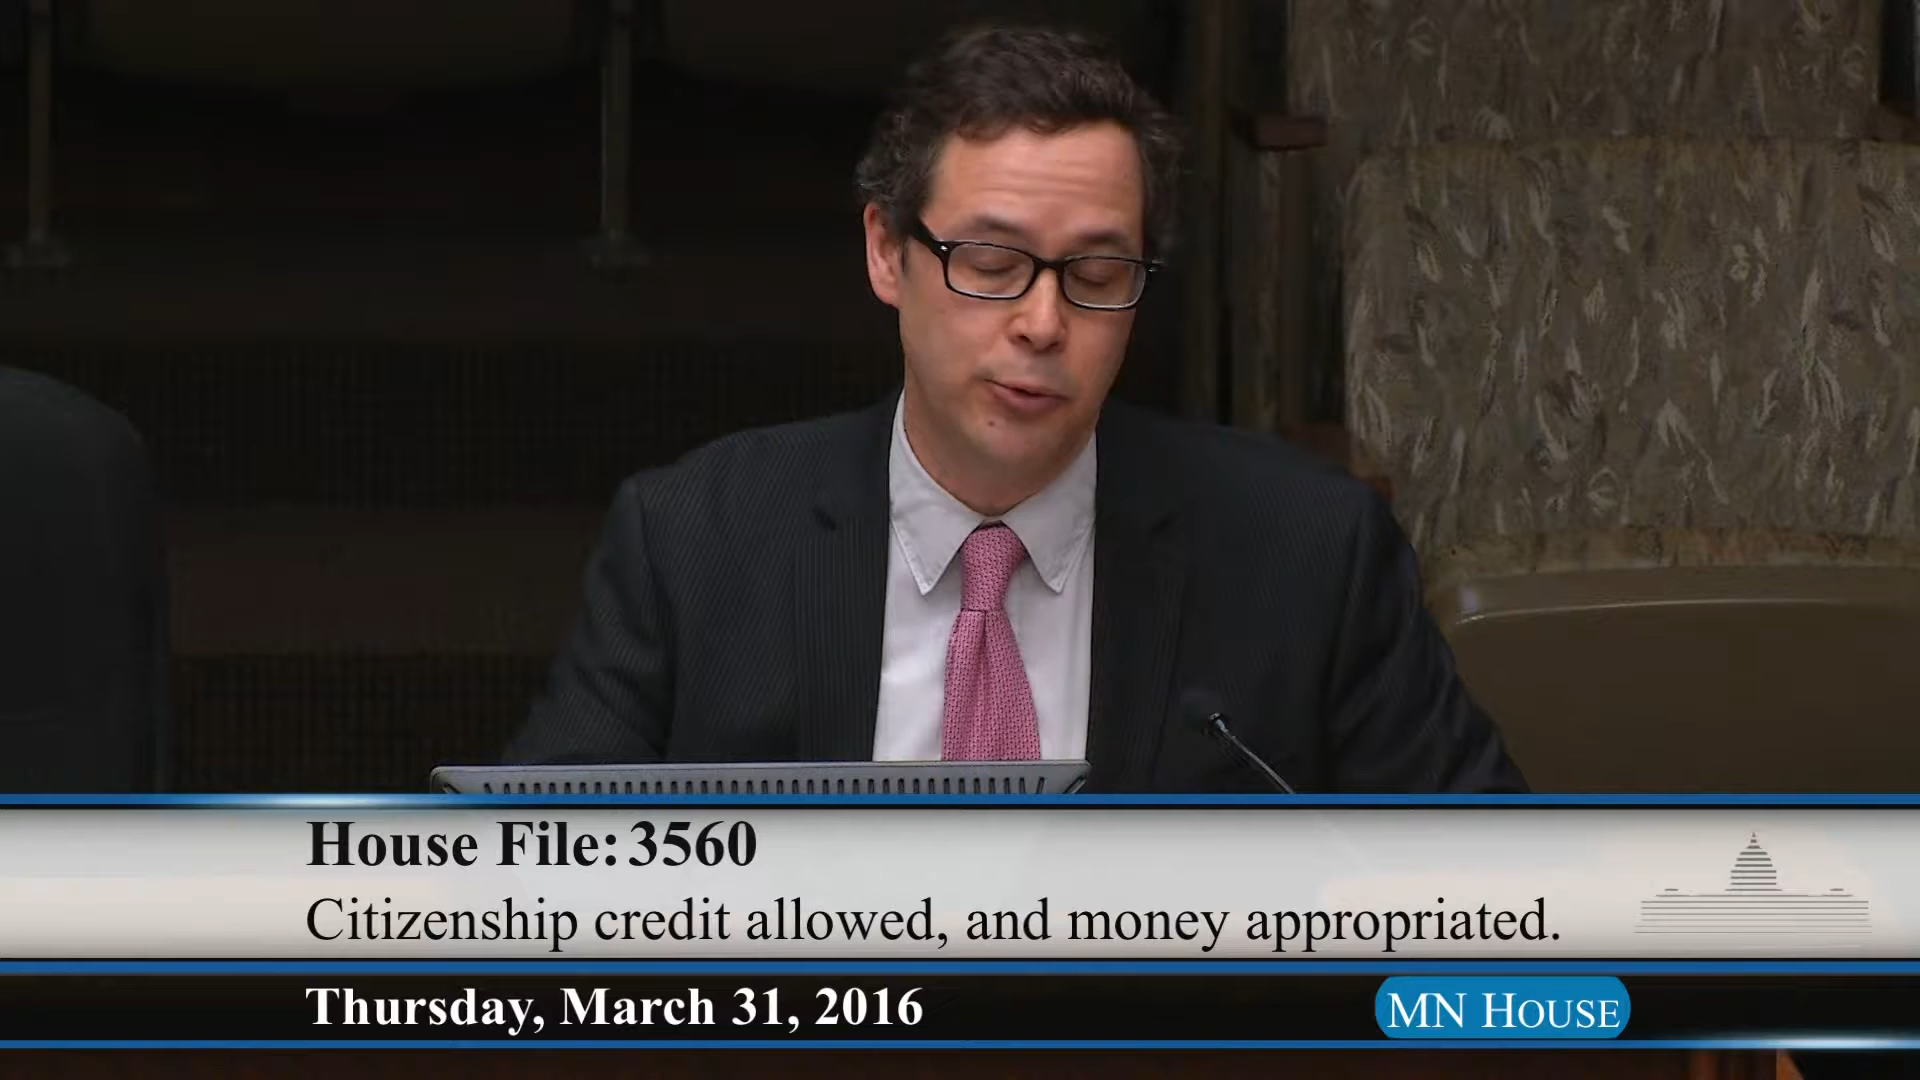 House File: 3560
Citizenship credit allowed, and money appropriated.
Thursday, March 31, 2016
MN HOUSE